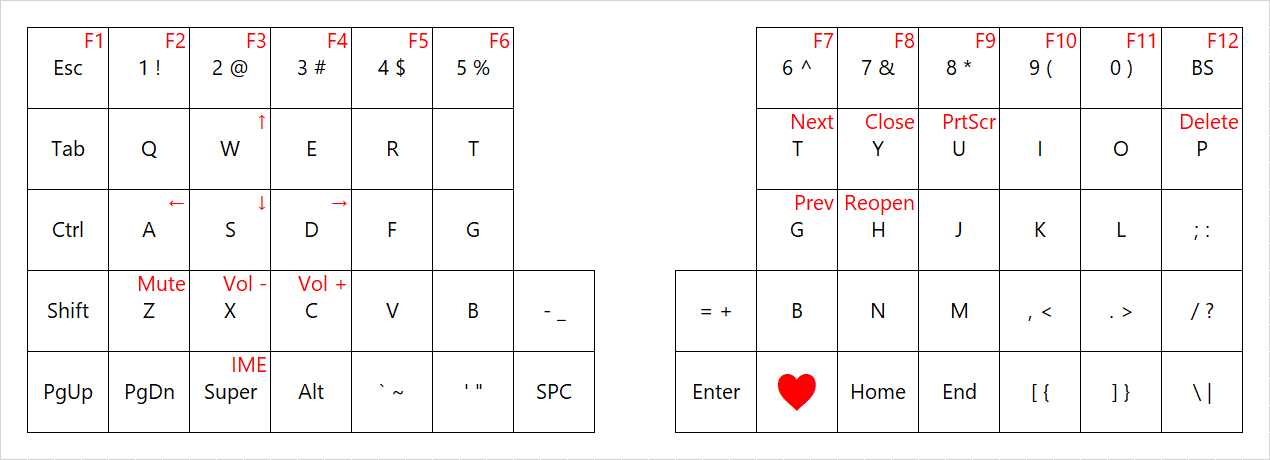 F1 F2 F3 F4 F5 F6 F7 F8 F9 F10 F11 F12
Esc 1 ! 2 @ 3 # 4 $ 5 % 6 ^ 7 & 8 * 9 ( 0 ) BS
↑ Next Close PrtScr Delete
Tab Q W E R T T Y U I O P
← ↓ → Prev Reopen
Ctrl A S D F G G H J K L ; :
Mute Vol - Vol +
Shift Z X C V B - _ = + B N M , < . > / ?
IME
PgUp PgDn Super Alt ` ~ ' " SPC Enter ♥ Home End [ { ] } \ |